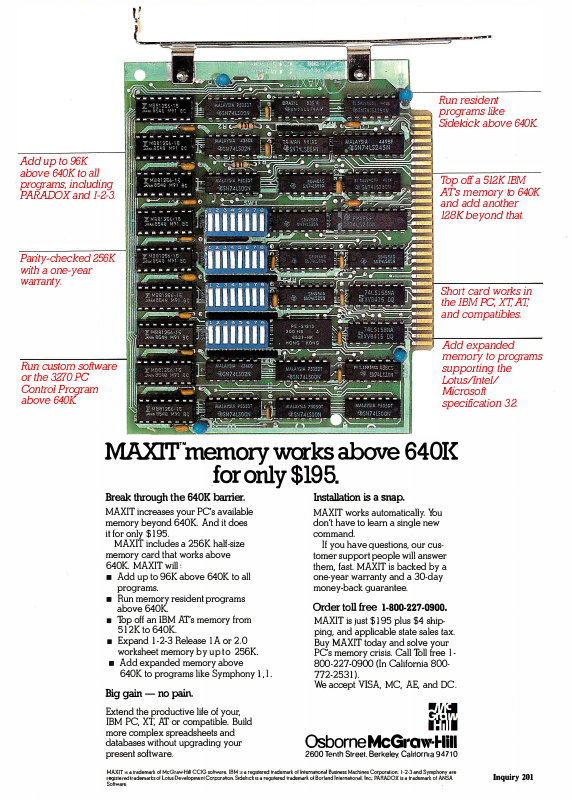 Run resident
programs like
Sidekick above 640K.
Add up to 96K
above 640K to all
programs, including
PARADOX and 1-2-3.
Top off a 512K IBM
AT's memory to 640K
and add another
128K beyond that.
Parity-checked 256K
with a one-year
warranty.
Short card works in
the IBM PC, XT, AT,
and compatibles.
Run custom software
or the 3270 PC
Control Program
above 640K.
Add expanded
memory to programs
supporting the
Lotus/Intel/
Microsoft
specification 3.2.
MAXIT™ memory works above 640K
for only $195.
Break through the 640K barrier.
MAXIT increases your PC's available
memory beyond 640K. And it does
it for only $195.
MAXIT includes a 256K half-size
memory card that works above
640K. MAXIT will:
■ Add up to 96K above 640K to all
programs.
■ Run memory resident programs
above 640K.
■ Top off an IBM AT's memory from
512K to 640K.
■ Expand 1-2-3 Release 1A or 2.0
worksheet memory by up to 256K.
■ Add expanded memory above
640K to programs like Symphony 1.1.
Big gain — no pain.
Extend the productive life of your,
IBM PC, XT, AT or compatible. Build
more complex spreadsheets and
databases without upgrading your
present software.
Installation is a snap.
MAXIT works automatically. You
don't have to learn a single new
command.
If you have questions, our cus-
tomer support people will answer
them, fast. MAXIT is backed by a
one-year warranty and a 30-day
money-back guarantee.
Order toll free 1-800-227-0900.
MAXIT is just $195 plus $4 ship-
ping, and applicable state sales tax.
Buy MAXIT today and solve your
PC's memory crisis. Call Toll free 1-
800-227-0900 (In California 800-
772-2531).
We accept VISA, MC, AE, and DC.
Mc
Graw
Hill
Osborne McGraw-Hill
2600 Tenth Street, Berkeley, California 94710
MAXIT is a trademark of McGraw-Hill CCIG software. IBM is a registered trademark of International Business Machines Corporation; 1-2-3 and Symphony are
registered trademarks of Lotus Development Corporation; Sidekick is a registered trademark of Borland International, Inc; PARADOX is a trademark of ANSA
Software.
Inquiry 201